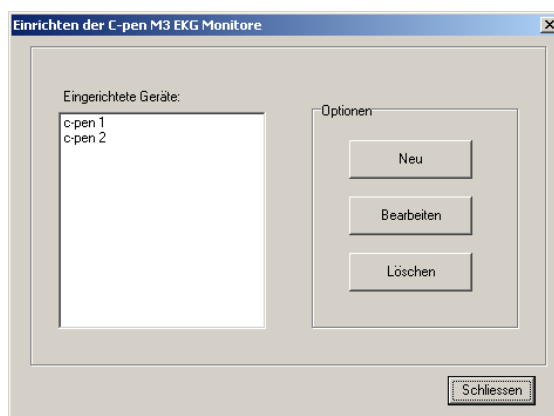 Einrichten der C-pen M3 EKG Monitore
Eingerichtete Geräte:
c-pen 1
c-pen 2
Optionen
Neu
Bearbeiten
Löschen
Schliessen